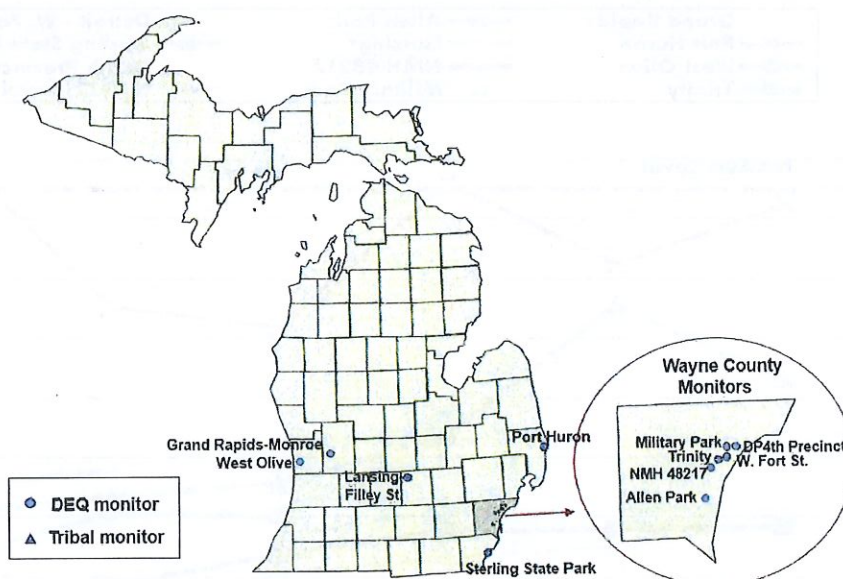 Wayne County
Monitors
Military Park
DP4th Precinct
Trinity
W. Fort St.
NMH 48217
Allen Park
Grand Rapids-Monroe
West Olive
Port Huron
Lansing
Filley St.
DEQ monitor
Tribal monitor
Sterling State Park